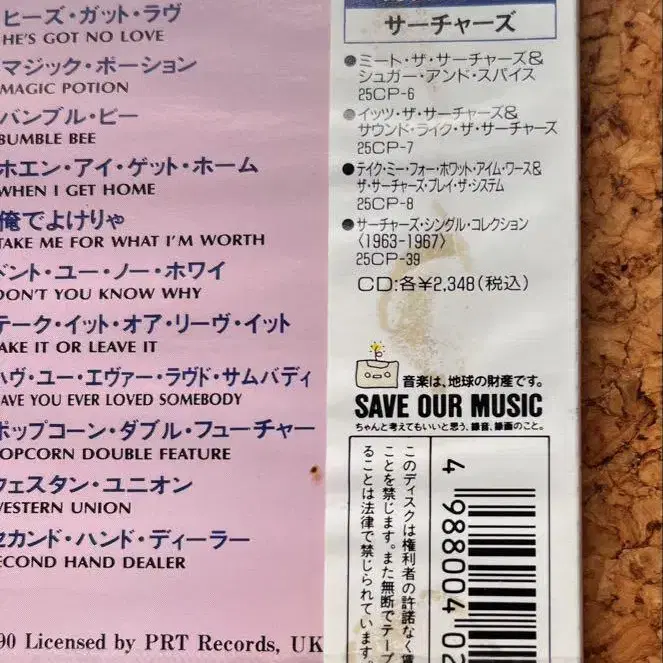 ヒーズ・ガット・ラヴ
HE'S GOT NO LOVE
マジック・ポーション
MAGIC POTION
バンブル・ビー
BUMBLE BEE
ホエン・アイ・ゲット・ホーム
WHEN I GET HOME
俺でよけりゃ
TAKE ME FOR WHAT I'M WORTH
ドント・ユー・ノー・ホワイ
DON'T YOU KNOW WHY
テーク・イット・オア・リーヴ・イット
AKE IT OR LEAVE IT
ハヴ・ユー・エヴァー・ラヴド・サムバディ
AVE YOU EVER LOVED SOMEBODY
ポップコーン・ダブル・フューチャー
OPCORN DOUBLE FEATURE
ウェスタン・ユニオン
VESTERN UNION
セカンド・ハンド・ディーラー
ECOND HAND DEALER
90 Licensed by PRT Records, UK
サーチャーズ
●ミート・ザ・サーチャーズ&
シュガー・アンド・スパイス
25CP-6
●イッツ・ザ・サーチャーズ&
サウンド・ライク・ザ・サーチャーズ
25CP-7
●テイク・ミー・フォー・ホワット・アイム・ワース&
ザ・サーチャーズ・プレイ・ザ・システム
25CP-8
●サーチャーズ・シングル・コレクション
〈1963-1967〉
25CP-39
CD:各¥2,348(税込)
音楽は、地球の財産です。
SAVE OUR MUSIC
ちゃんと考えてもいいと思う、録音、録画のこと。
このディスクは権利者の許諾なく賃
ことを禁じます。また無断でテープ
ることは法律で禁じられています。
4 988004 02